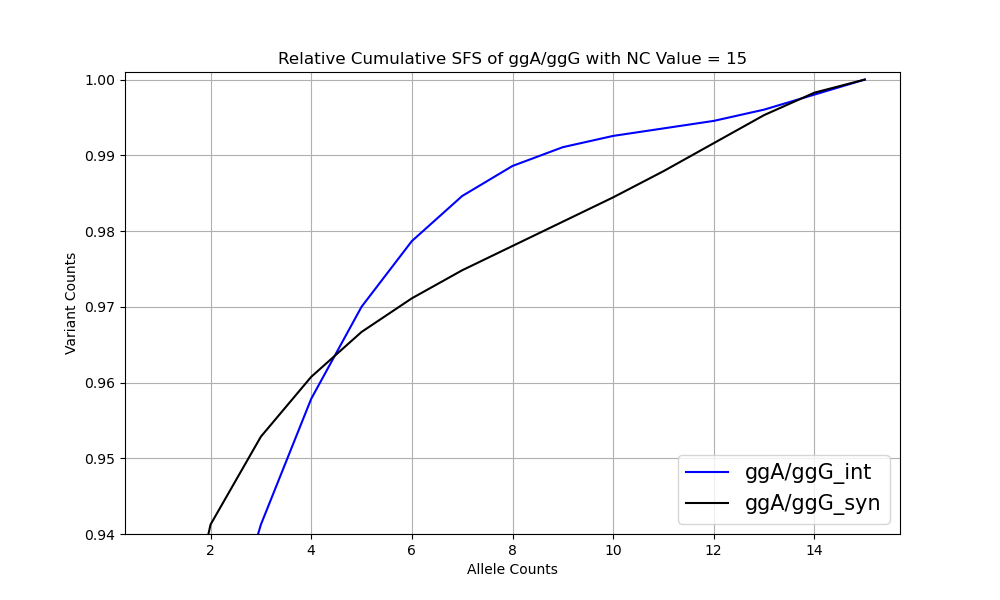 Relative Cumulative SFS of ggA/ggG with NC Value = 15
1.00
0.99
0.98
0.97
0.96
0.95
0.94
Variant Counts
2 4 6 8 10 12 14
Allele Counts
ggA/ggG_int
ggA/ggG_syn